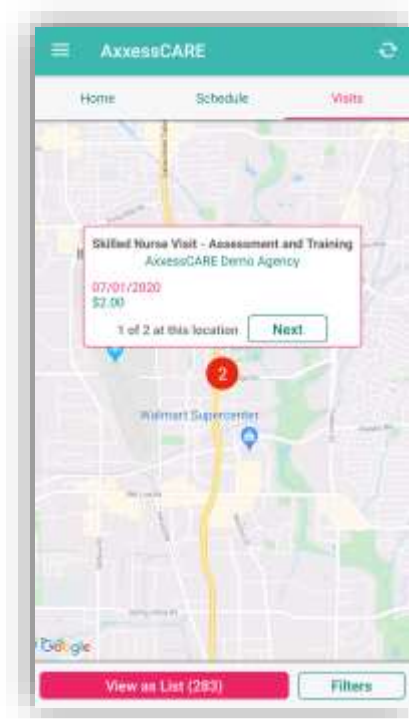 AxxessCARE
Home Schedule Visits
Skilled Nurse Visit - Assessment and Training
AxxessCARE Demo Agency
07/01/2020
$2.00
1 of 2 at this location Next
2
Walmart Supercenter
Google
View as List (283) Filters